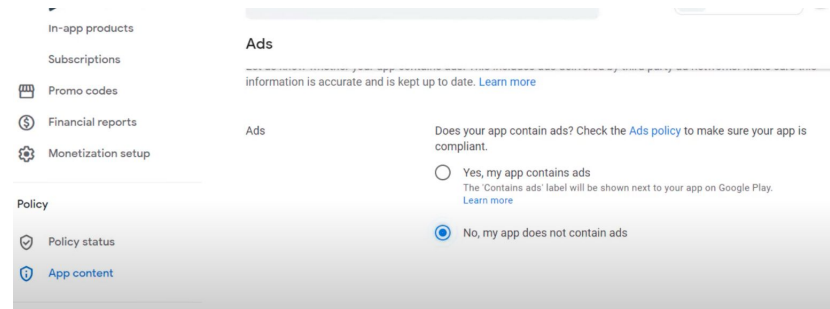 In-app products
Subscriptions
Promo codes
Financial reports
Monetization setup
Policy
Policy status
App content
Ads
information is accurate and is kept up to date. Learn more
Ads
Does your app contain ads? Check the Ads policy to make sure your app is
compliant.
Yes, my app contains ads
The 'Contains ads' label will be shown next to your app on Google Play.
Learn more
No, my app does not contain ads